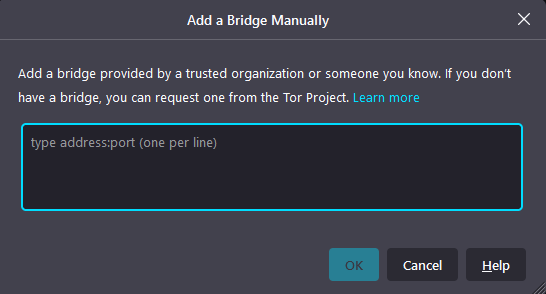 Add a Bridge Manually
Add a bridge provided by a trusted organization or someone you know. If you don't
have a bridge, you can request one from the Tor Project. Learn more
type address:port (one per line)
OK
Cancel
Help